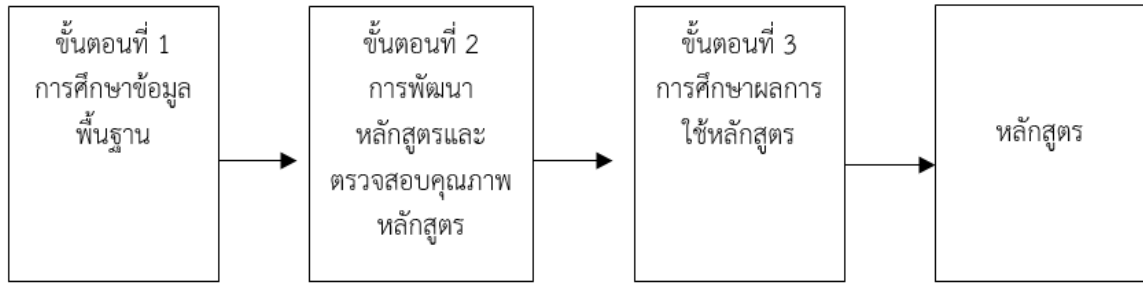 ขั้นตอนที่ 1
การศึกษาข้อมูล
พื้นฐาน
ขั้นตอนที่ 2
การพัฒนา
หลักสูตรและ
ตรวจสอบคุณภาพ
หลักสูตร
ขั้นตอนที่ 3
การศึกษาผลการ
ใช้หลักสูตร
หลักสูตร